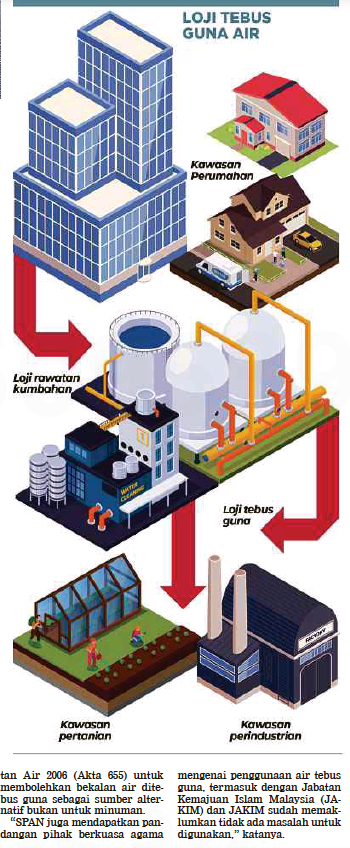 LOJI TEBUS
GUNA AIR
Kawasan
Perumahan
Loji rawatan
kumbahan
WATER
CLEANING
Loji tebus
guna
FACTORY
Kawasan
pertanian
Kawasan
perindustrian
tan Air 2006 (Akta 655) untuk
membolehkan bekalan air dite-
bus guna sebagai sumber alter-
natif bukan untuk minuman.
“SPAN juga mendapatkan pan-
dangan pihak berkuasa agama
mengenai penggunaan air tebus
guna, termasuk dengan Jabatan
Kemajuan Islam Malaysia (JA-
KIM) dan JAKIM sudah memak-
lumkan tidak ada masalah untuk
digunakan,” katanya.